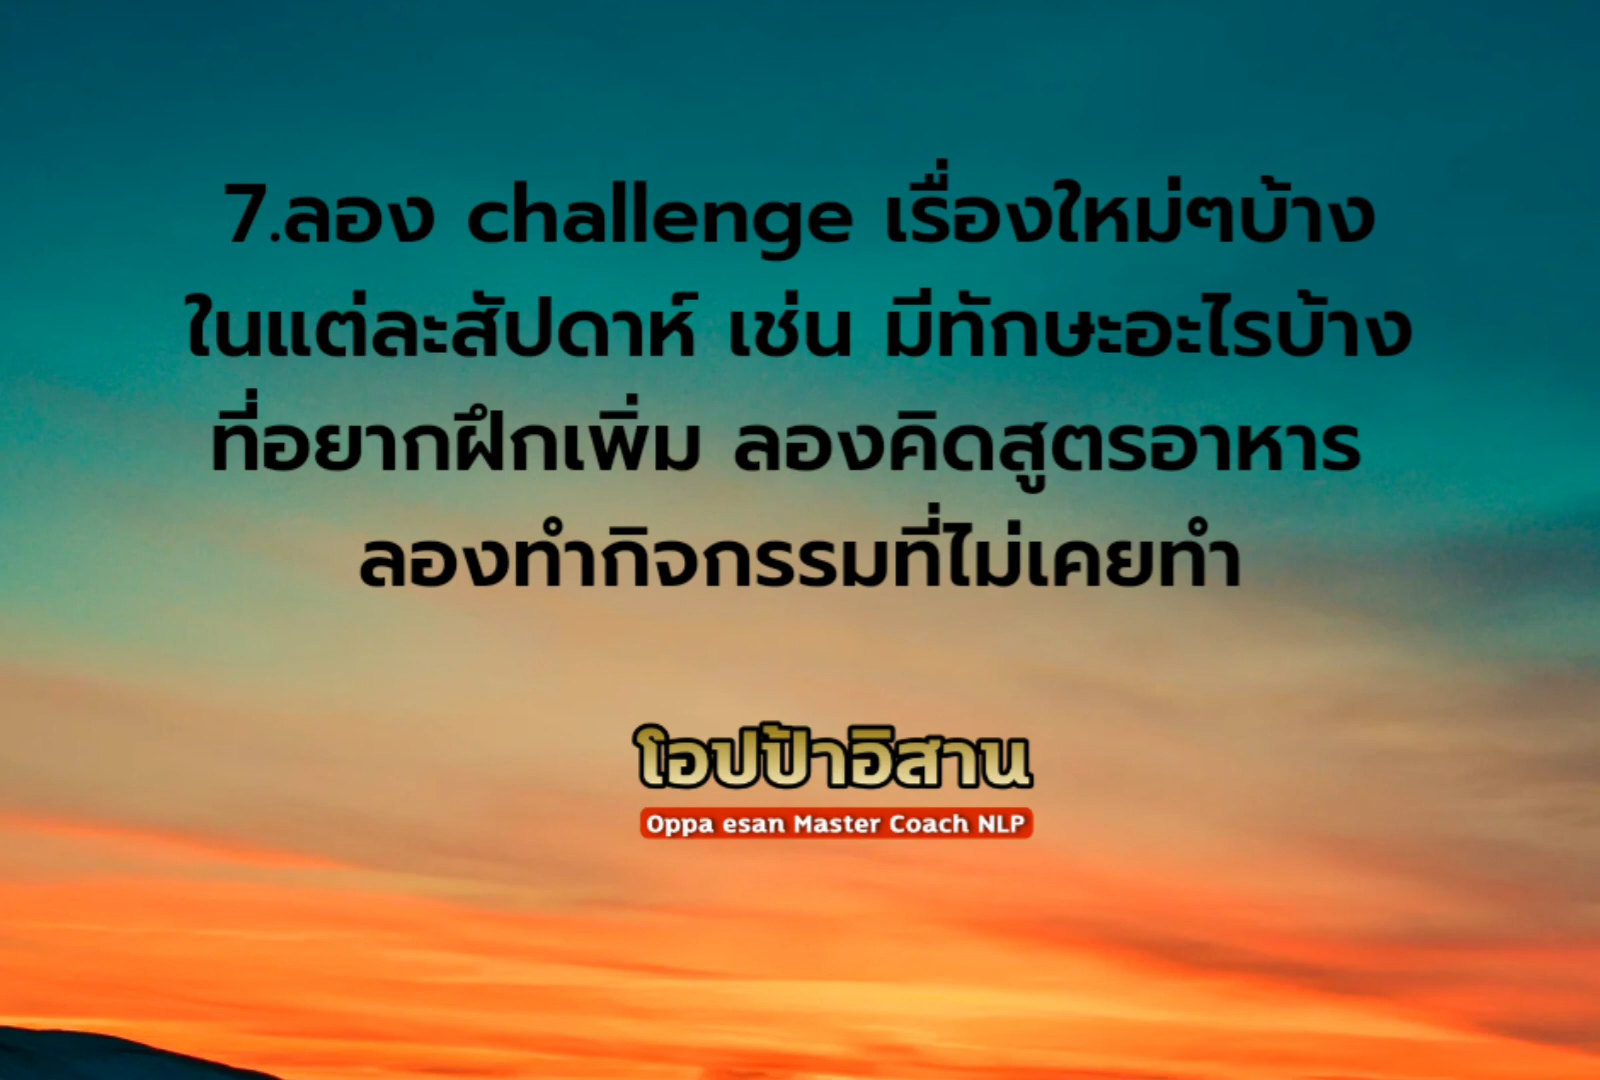 7.ลอง challenge เรื่องใหม่ๆบ้าง
ในแต่ละสัปดาห์ เช่น มีทักษะอะไรบ้าง
ที่อยากฝึกเพิ่ม ลองคิดสูตรอาหาร
ลองทำกิจกรรมที่ไม่เคยทำ
โอปป้าอิสาน
Oppa esan Master Coach NLP